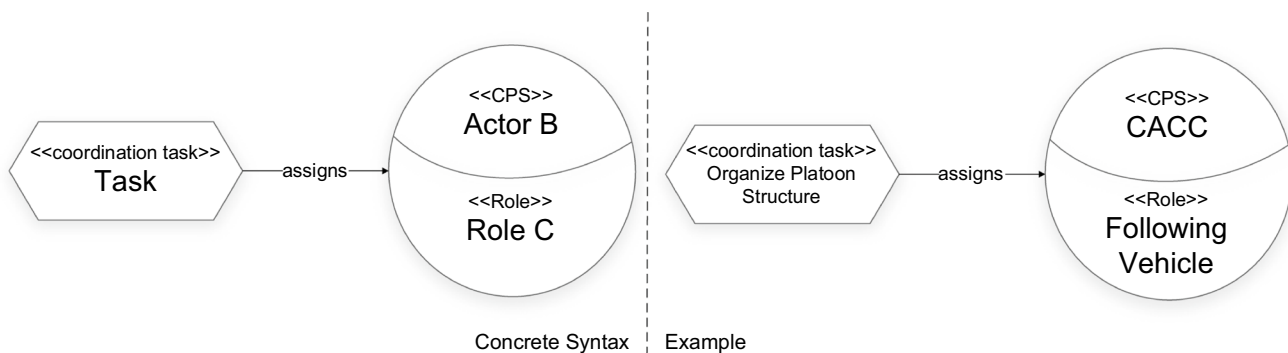 <<coordination task>>
Task
assigns
<<CPS>>
Actor B
<<Role>>
Role C
Concrete Syntax
<<coordination task>>
Organize Platoon
Structure
assigns
<<CPS>>
CACC
<<Role>>
Following
Vehicle
Example